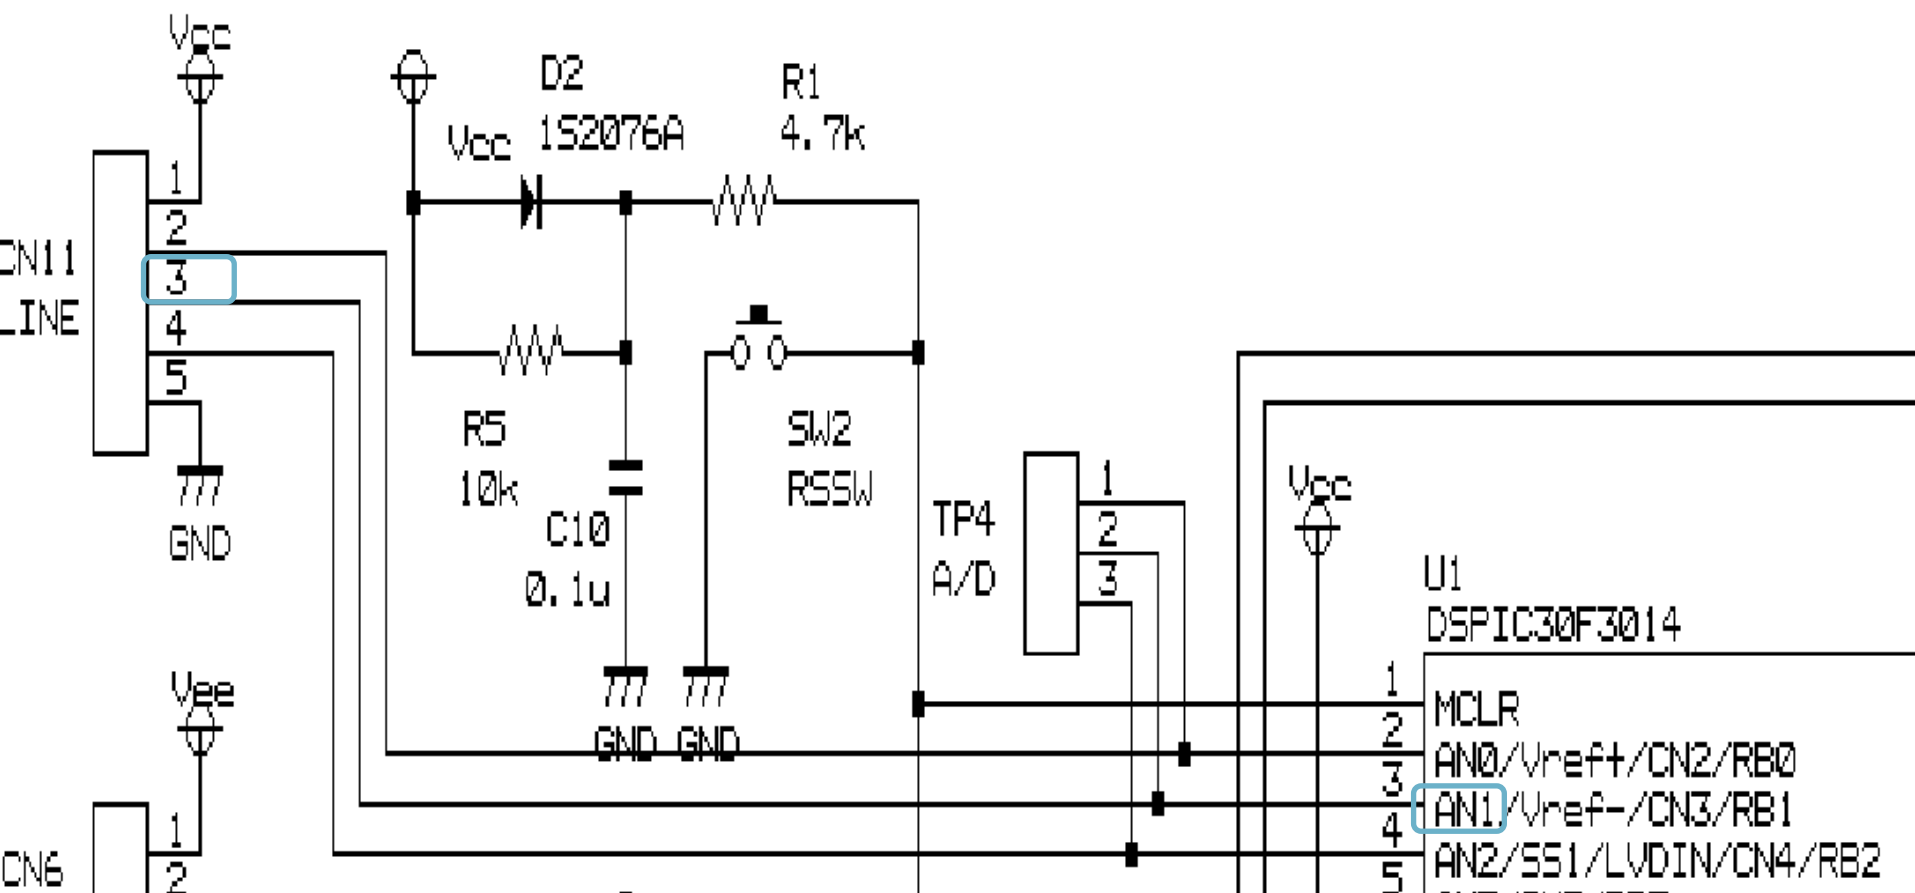 Vcc
D2
1S2076A
R1
4.7k
Vcc
1
2
3
4
5
CN11
LINE
GND
R5
10k
C10
0.1u
SW2
RSSW
GND GND
TP4
A/D
1
2
3
Vcc
U1
DSPIC30F3014
1
MCLR
2
AN0/Vref+/CN2/RB0
3
AN1/Vref-/CN3/RB1
4
AN2/SS1/LVDIN/CN4/RB2
5
Vee
1
2
CN6